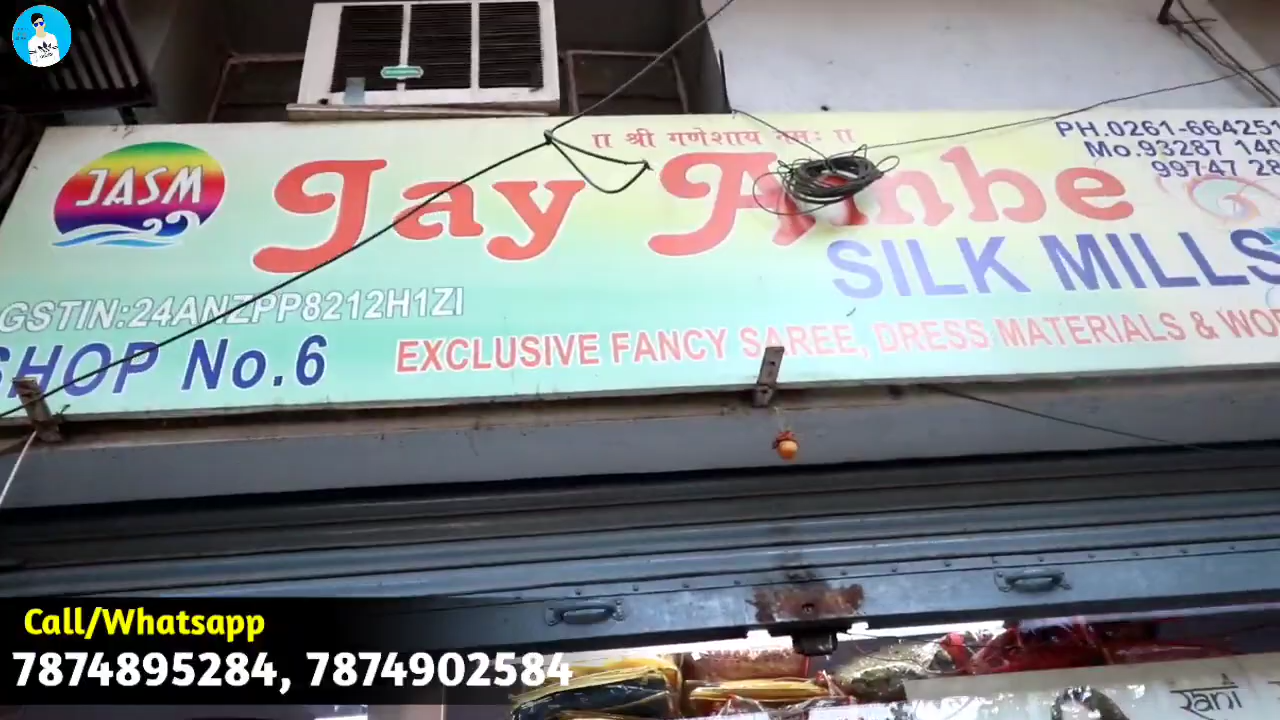 ॥ श्री गणेशाय नमः ॥
PH.0261-664251
Mo.93287 140
99747 28
JASM
Jay Ambe
SILK MILLS
GSTIN:24ANZPP8212H1ZI
SHOP No.6
EXCLUSIVE FANCY SAREE, DRESS MATERIALS & WO
Call/Whatsapp
7874895284, 7874902584